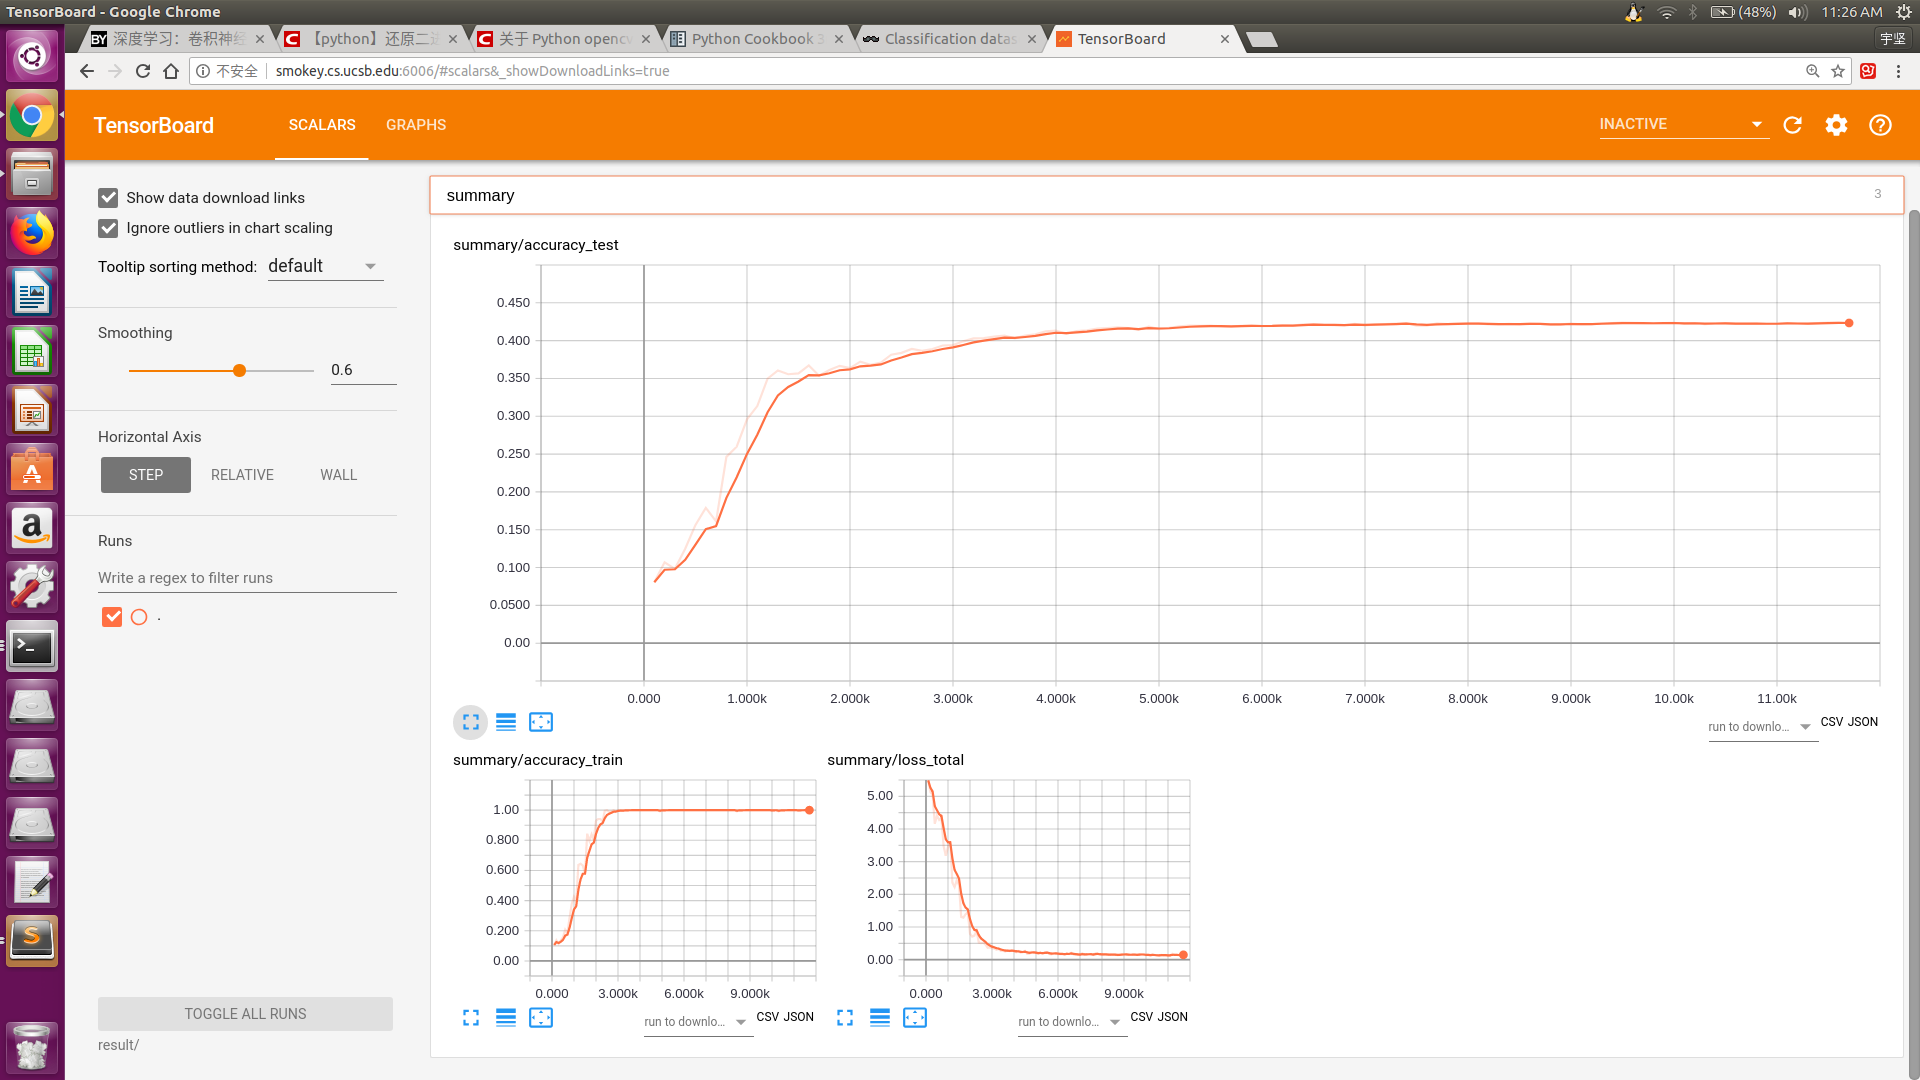 TensorBoard - Google Chrome
(48%)
11:26 AM
深度学习：卷积神经
【python】还原二
关于 Python opencv
Python Cookbook 3
Classification datas
TensorBoard
宇坚
不安全
smokey.cs.ucsb.edu:6006/#scalars&_showDownloadLinks=true
TensorBoard
SCALARS
GRAPHS
INACTIVE
Show data download links
Ignore outliers in chart scaling
Tooltip sorting method: default
Smoothing
0.6
Horizontal Axis
STEP
RELATIVE
WALL
Runs
Write a regex to filter runs
.
TOGGLE ALL RUNS
result/
summary
3
summary/accuracy_test
0.450
0.400
0.350
0.300
0.250
0.200
0.150
0.100
0.0500
0.00
0.000 1.000k 2.000k 3.000k 4.000k 5.000k 6.000k 7.000k 8.000k 9.000k 10.00k 11.00k
run to downlo... CSV JSON
summary/accuracy_train
1.00
0.800
0.600
0.400
0.200
0.00
0.000 3.000k 6.000k 9.000k
run to downlo... CSV JSON
summary/loss_total
5.00
4.00
3.00
2.00
1.00
0.00
0.000 3.000k 6.000k 9.000k
run to downlo... CSV JSON